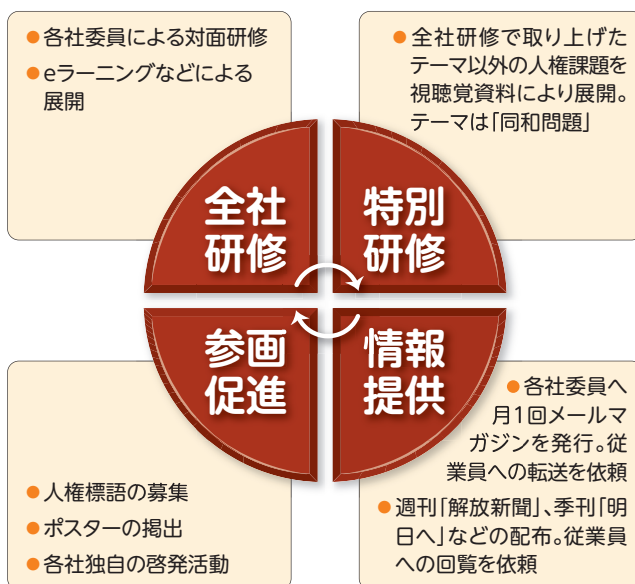 ●各社委員による対面研修
●eラーニングなどによる
展開
●全社研修で取り上げた
テーマ以外の人権課題を
視聴覚資料により展開。
テーマは「同和問題」
全社
研修
特別
研修
参画
促進
情報
提供
●人権標語の募集
●ポスターの掲出
●各社独自の啓発活動
●各社委員へ
月1回メールマ
ガジンを発行。従
業員への転送を依頼
●週刊「解放新聞」、季刊「明
日へ」などの配布。従業員
への回覧を依頼